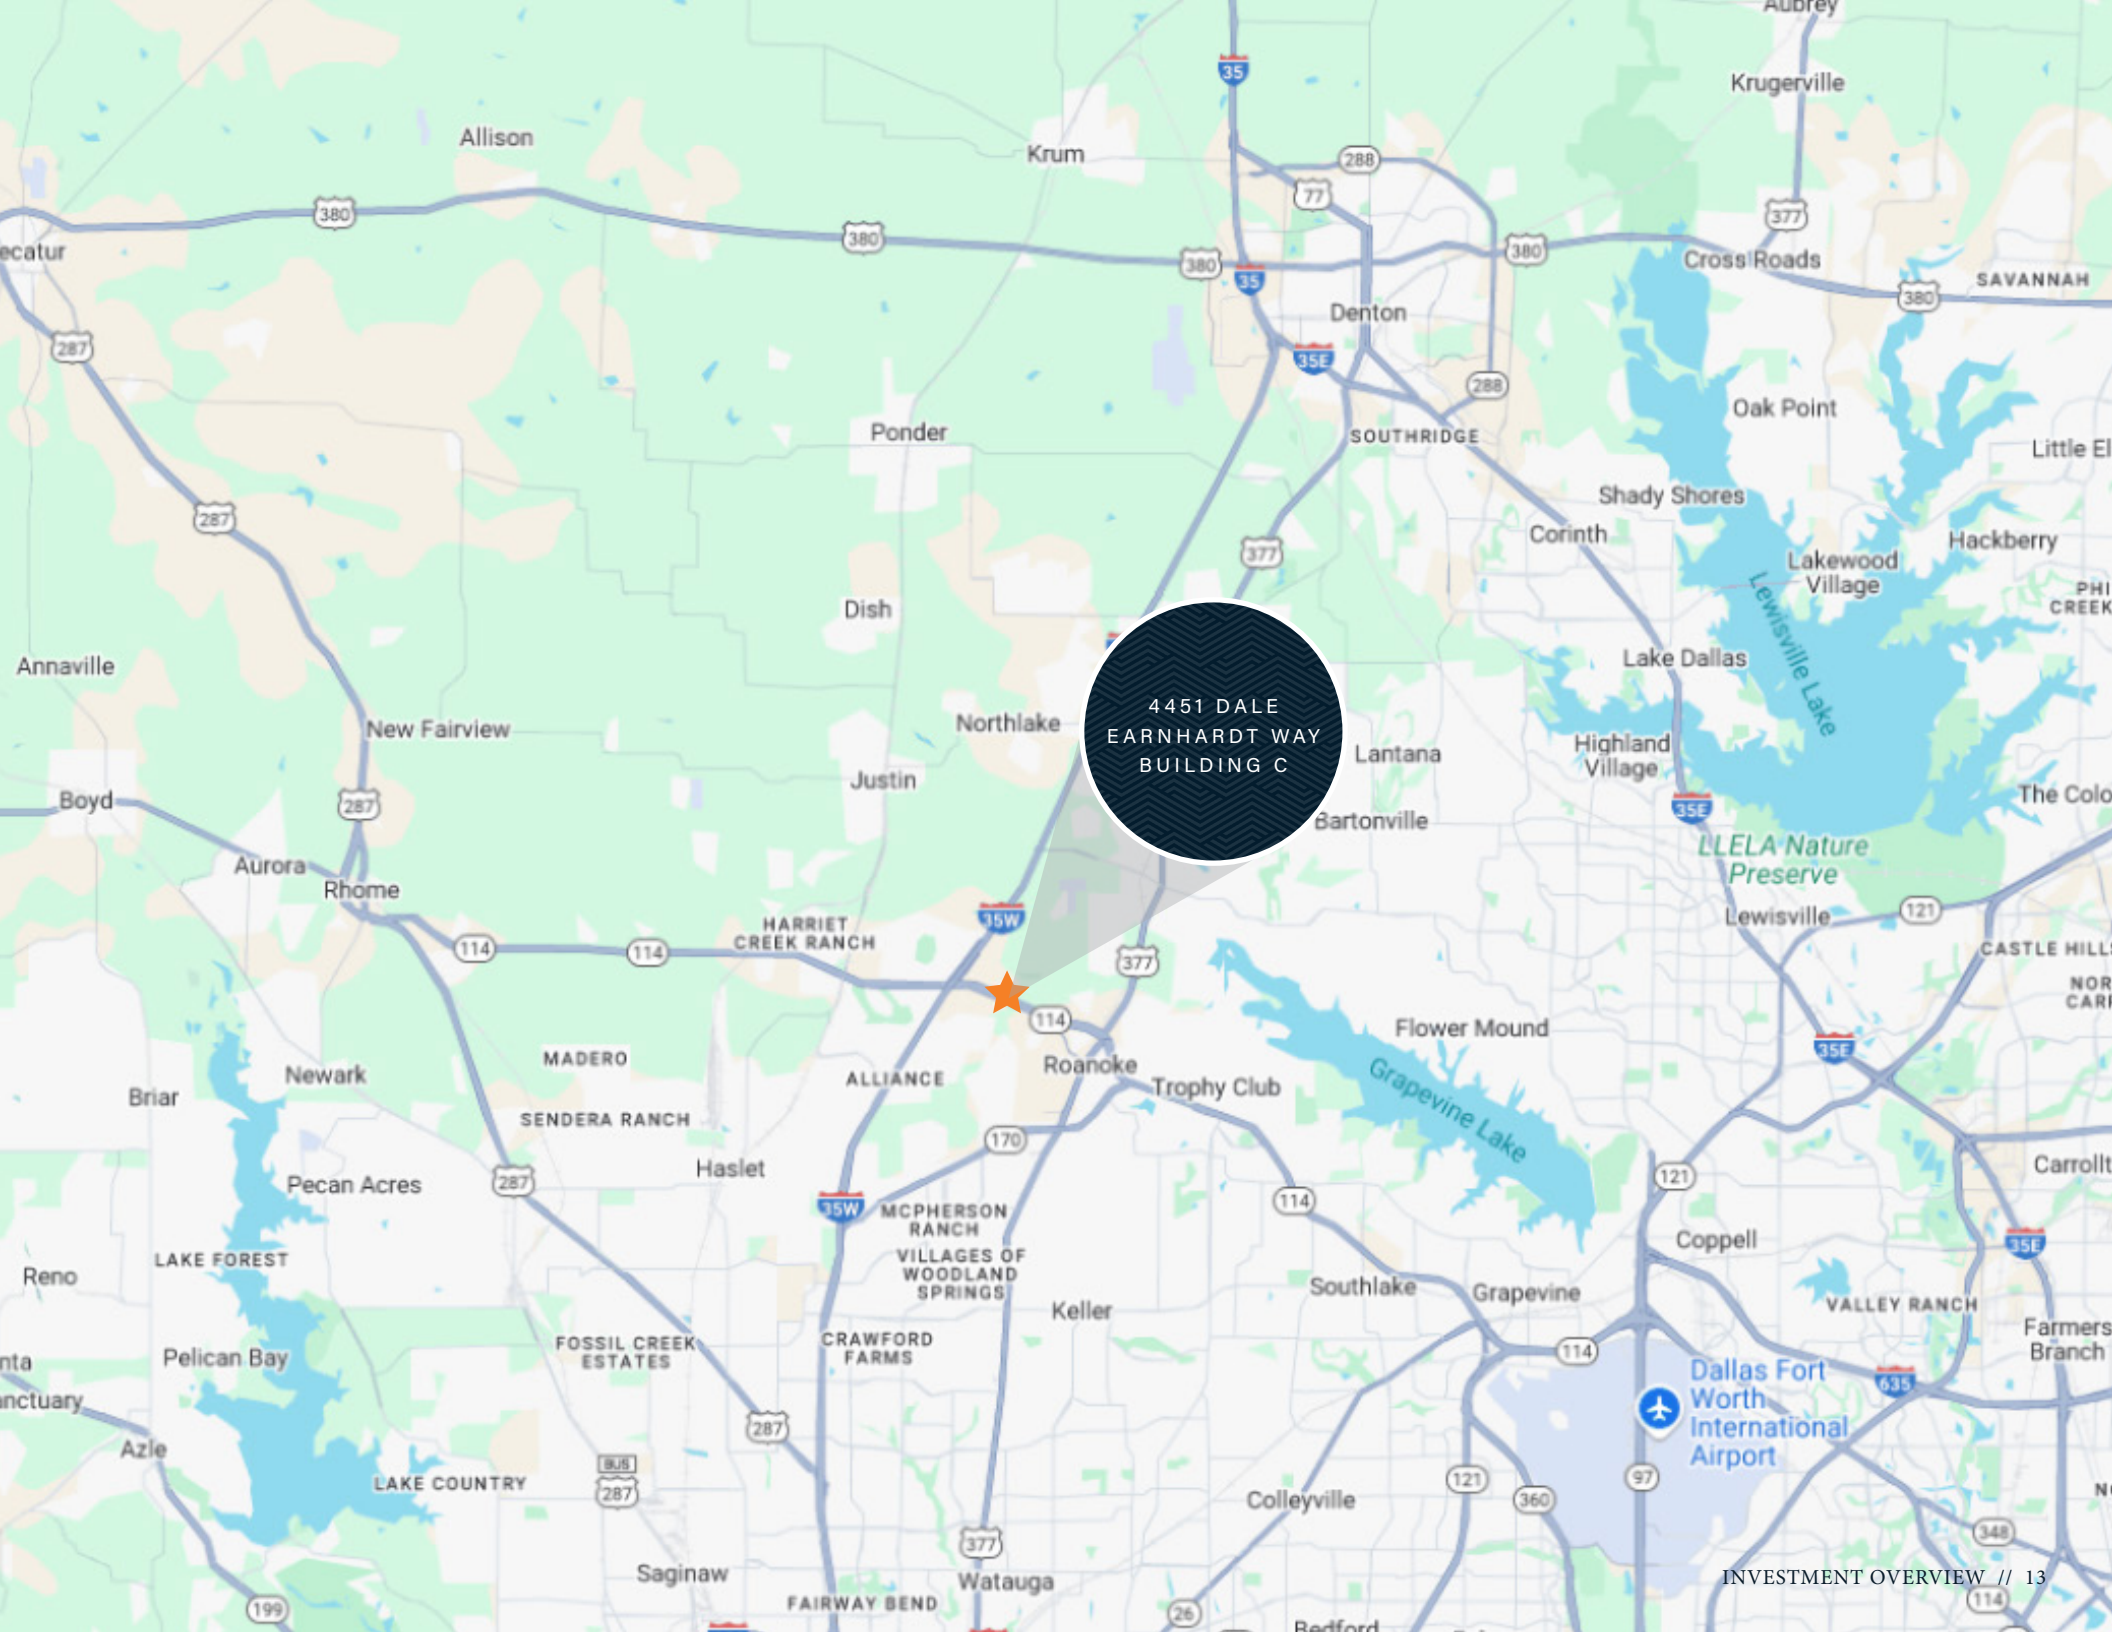 Aubrey
35
Krugerville
Allison
Krum
288
77
380
377
380
380
380
ecatur
Cross Roads
35
SAVANNAH
380
Denton
287
35E
288
Oak Point
Ponder
SOUTHRIDGE
Little El
Shady Shores
287
Corinth
Hackberry
377
Lakewood
Village
PHI
CREEK
Dish
Lewisville Lake
Annaville
Lake Dallas
4451 DALE
EARNHARDT WAY
BUILDING C
New Fairview
Northlake
Lantana
Highland
Village
Justin
Boyd
287
35E
The Colo
Bartonville
LLELA Nature
Preserve
Aurora
Rhome
35W
Lewisville
121
HARRIET
CREEK RANCH
114
114
377
CASTLE HILLS
NOR
CARR
114
Flower Mound
35E
MADERO
Roanoke
Grapevine Lake
Newark
ALLIANCE
Trophy Club
Briar
SENDERA RANCH
170
Haslet
Carrollt
Pecan Acres
287
121
35W
114
MCPHERSON
RANCH
Coppell
35E
LAKE FOREST
VILLAGES OF
WOODLAND
SPRINGS
Reno
Southlake
Grapevine
Keller
VALLEY RANCH
FOSSIL CREEK
ESTATES
CRAWFORD
FARMS
Farmers
Branch
114
nta
Pelican Bay
635
Dallas Fort
Worth
International
Airport
anctuary
287
Azle
BUS
287
LAKE COUNTRY
121
97
360
Colleyville
348
377
Saginaw
Watauga
INVESTMENT OVERVIEW // 13
FAIRWAY BEND
199
26
114
Bedford